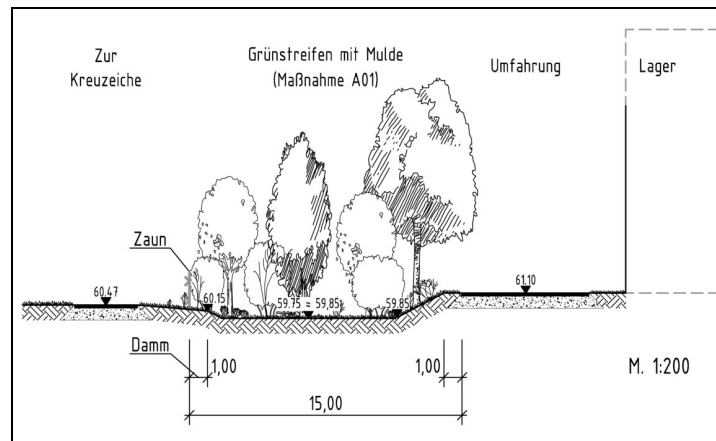 Zur
Kreuzeiche
Grünstreifen mit Mulde
(Maßnahme A01)
Umfahrung
Lager
Zaun
60.47
60.15
59.75 ≈ 59,85
59.85
61.10
Damm
1,00
1,00
15,00
M. 1:200